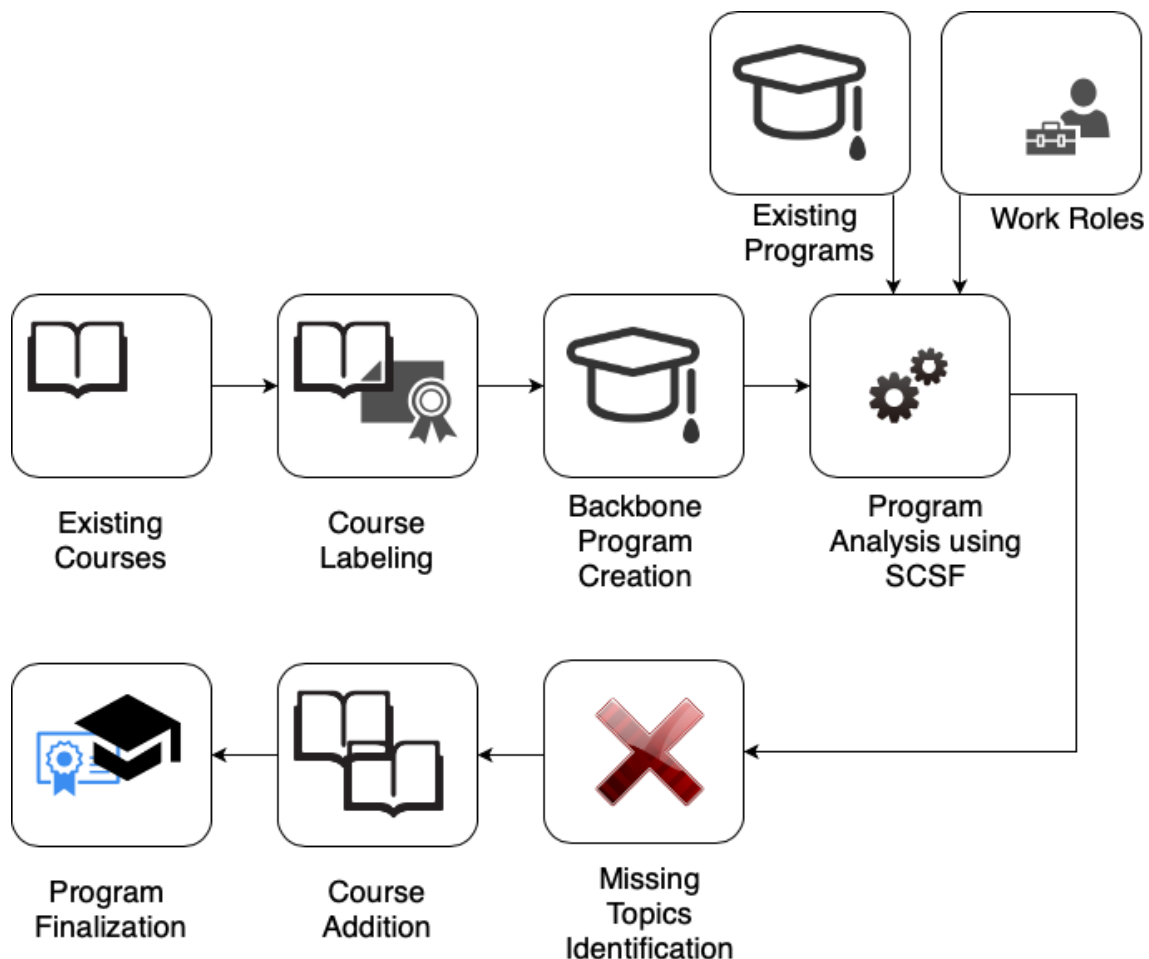 Existing
Programs
Work Roles
Existing
Courses
Course
Labeling
Backbone
Program
Creation
Program
Analysis using
SCSF
Program
Finalization
Course
Addition
Missing
Topics
Identification